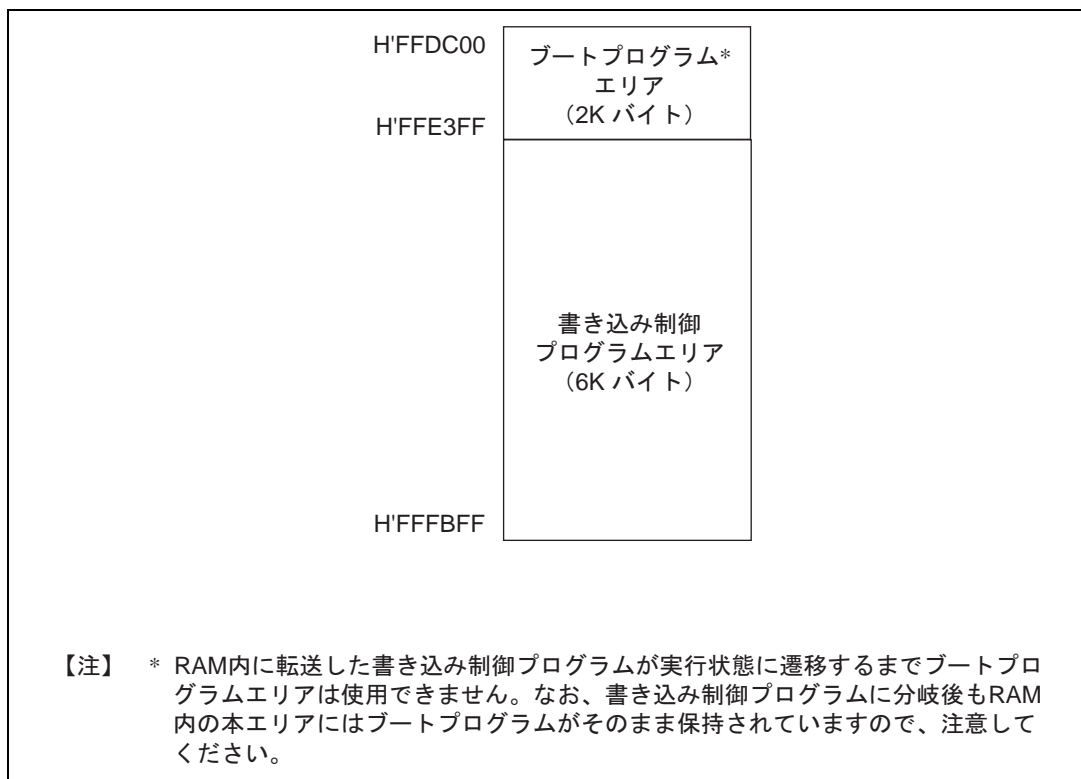 H'FFDC00
ブートプログラム*
エリア
（2K バイト）
H'FFE3FF
書き込み制御
プログラムエリア
（6K バイト）
H'FFFBFF
【注】 * RAM内に転送した書き込み制御プログラムが実行状態に遷移するまでブートプロ
グラムエリアは使用できません。なお、書き込み制御プログラムに分岐後もRAM
内の本エリアにはブートプログラムがそのまま保持されていますので、注意して
ください。